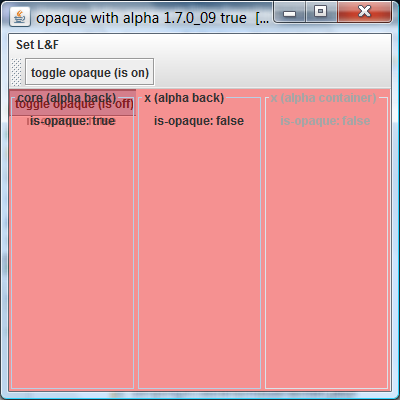 opaque with alpha 1.7.0_09 true [...
Set L&F
toggle opaque (is on)
core (alpha back) x (alpha back) x (alpha container)
toggle opaque (is off)
is-opaque: true is-opaque: false is-opaque: false